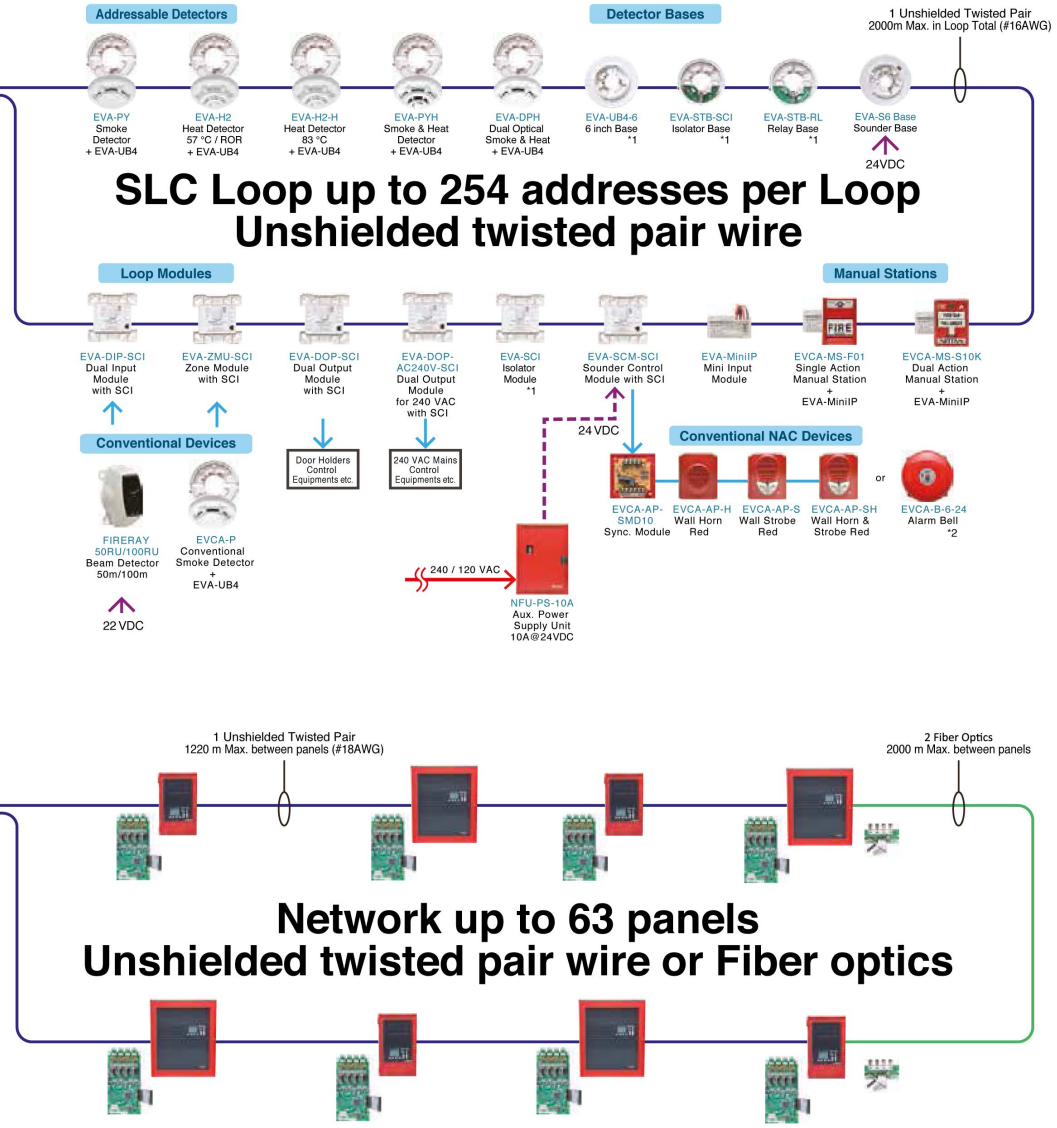 Addressable Detectors
Detector Bases
1 Unshielded Twisted Pair
2000m Max. in Loop Total (#16AWG)
EVA-PY
Smoke
Detector
+ EVA-UB4
EVA-H2
Heat Detector
57 °C / ROR
+ EVA-UB4
EVA-H2-H
Heat Detector
83 °C
+ EVA-UB4
EVA-PYH
Smoke & Heat
Detector
+ EVA-UB4
EVA-DPH
Dual Optical
Smoke & Heat
+ EVA-UB4
EVA-UB4-6
6 inch Base
*1
EVA-STB-SCI
Isolator Base
*1
EVA-STB-RL
Relay Base
*1
EVA-S6 Base
Sounder Base
24VDC
SLC Loop up to 254 addresses per Loop
Unshielded twisted pair wire
Loop Modules
Manual Stations
FIRE
EVA-DIP-SCI
Dual Input
Module
with SCI
EVA-ZMU-SCI
Zone Module
with SCI
EVA-DOP-SCI
Dual Output
Module
with SCI
EVA-DOP-
AC240V-SCI
Dual Output
Module
for 240 VAC
with SCI
EVA-SCI
Isolator
Module
*1
EVA-SCM-SCI
Sounder Control
Module with SCI
EVA-MiniIP
Mini Input
Module
EVCA-MS-F01
Single Action
Manual Station
+
EVA-MiniIP
EVCA-MS-S10K
Dual Action
Manual Station
+
EVA-MiniIP
24 VDC
Conventional Devices
Conventional NAC Devices
Door Holders
Control
Equipments etc.
240 VAC Mains
Control
Equipments etc.
or
FIRERAY
50RU/100RU
Beam Detector
50m/100m
EVCA-P
Conventional
Smoke Detector
+
EVA-UB4
EVCA-AP-
SMD10
Sync. Module
EVCA-AP-H
Wall Horn
Red
EVCA-AP-S
Wall Strobe
Red
EVCA-AP-SH
Wall Horn &
Strobe Red
EVCA-B-6-24
Alarm Bell
*2
240 / 120 VAC
22 VDC
NFU-PS-10A
Aux. Power
Supply Unit
10A@24VDC
1 Unshielded Twisted Pair
1220 m Max. between panels (#18AWG)
2 Fiber Optics
2000 m Max. between panels
Network up to 63 panels
Unshielded twisted pair wire or Fiber optics